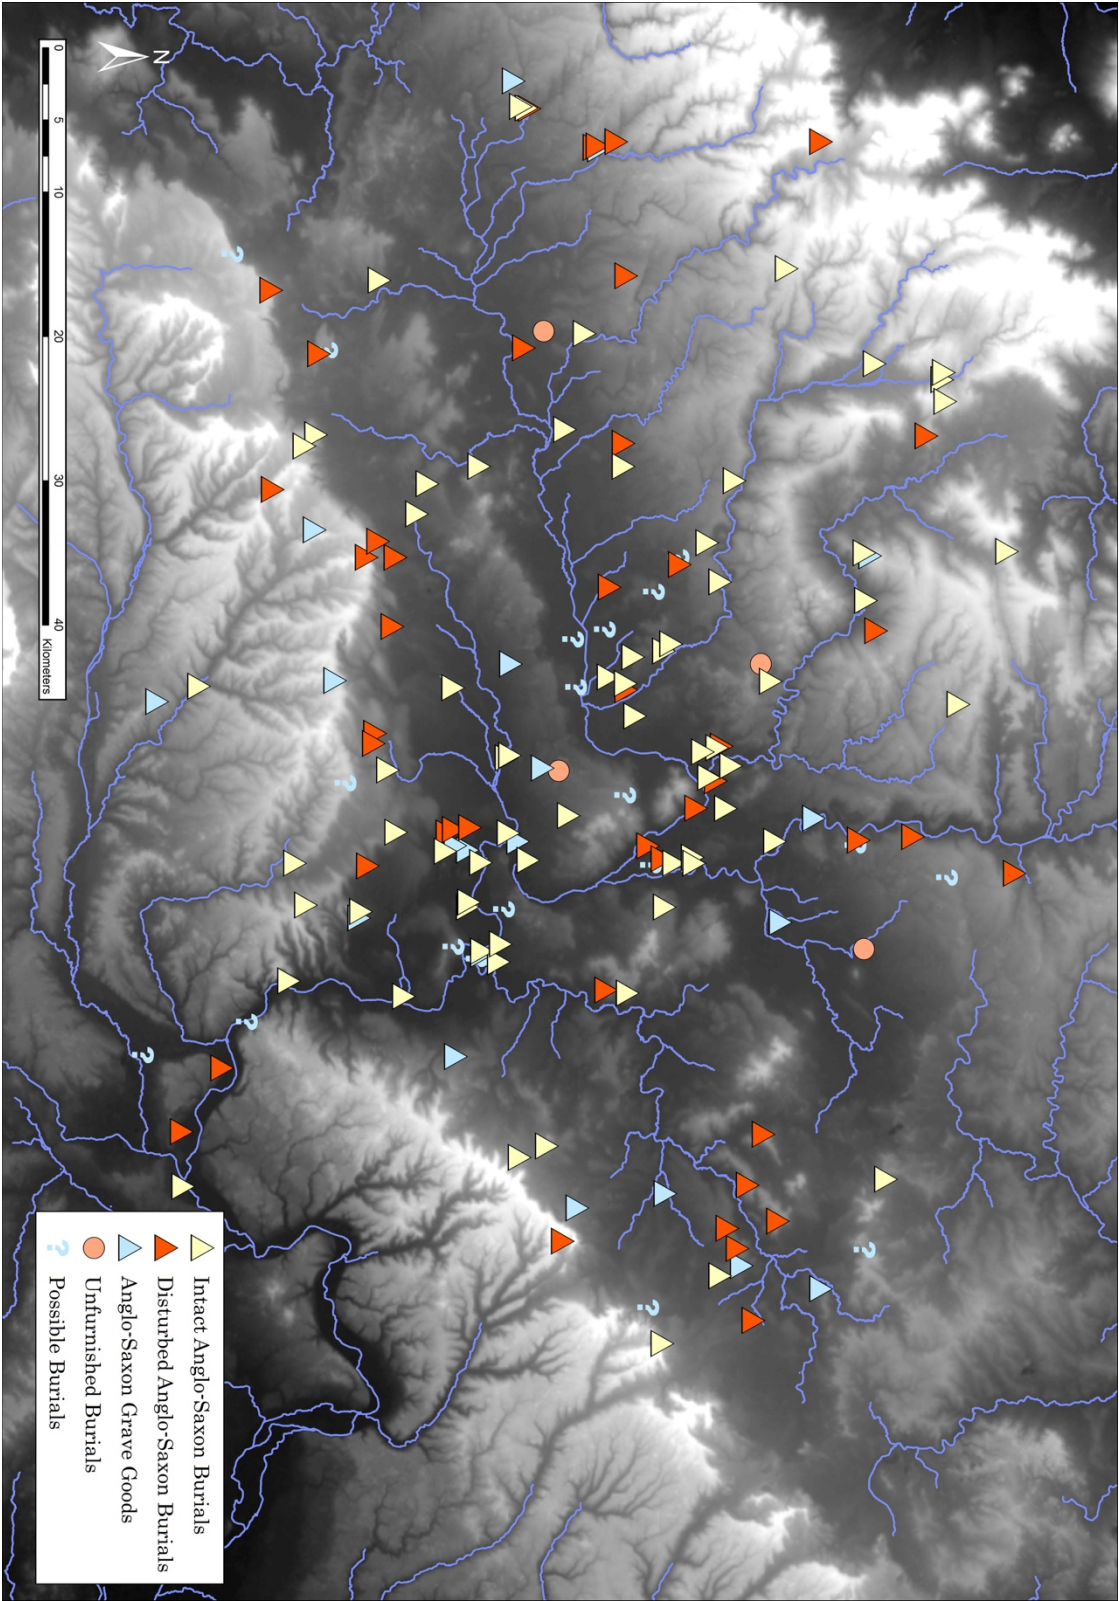 N
0 5 10 20 30 40
Kilometers
Intact Anglo-Saxon Burials
Disturbed Anglo-Saxon Burials
Anglo-Saxon Grave Goods
Unfurnished Burials
? Possible Burials